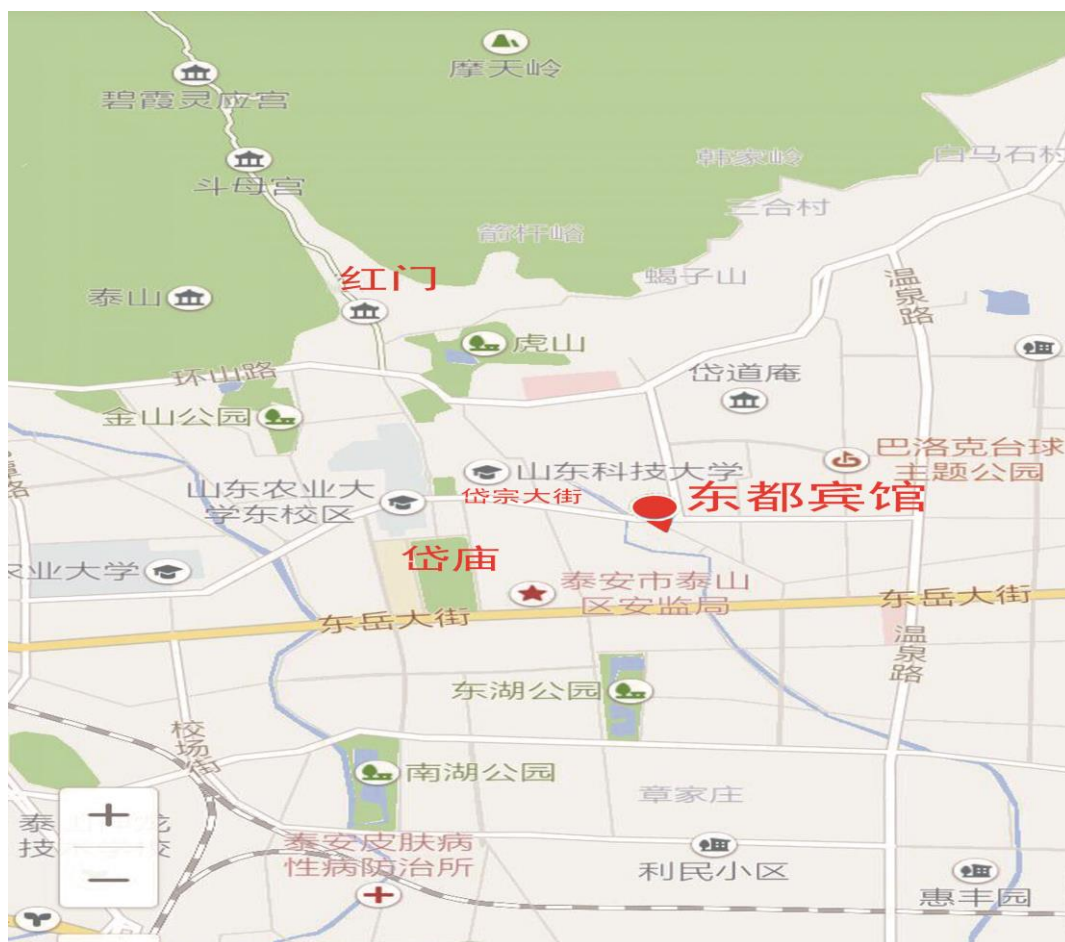 摩天岭
碧霞灵应宫
韩家岭
白马石村
斗母宫
三合村
箭杆峪
红门
蝎子山
泰山
温泉路
虎山
环山路
岱道庵
金山公园
巴洛克台球
主题公园
山东科技大学
山东农业大
学东校区
岱宗大街
东都宾馆
岱庙
农业大学
泰安市泰山
区安监局
东岳大街
东岳大街
温泉路
东湖公园
校场街
南湖公园
章家庄
泰安皮肤病
性病防治所
利民小区
惠丰园
+
−